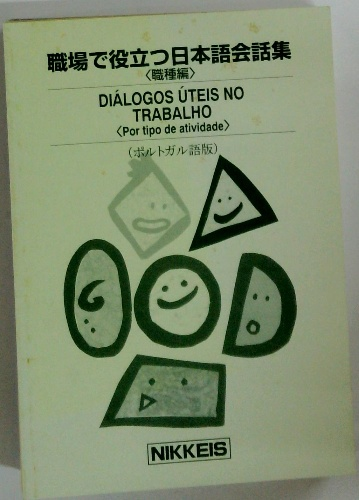 職場で役立つ日本語会話集
〈職種編〉
DIÁLOGOS ÚTEIS NO
TRABALHO
〈Por tipo de atividade〉
(ポルトガル語版)
NIKKEIS